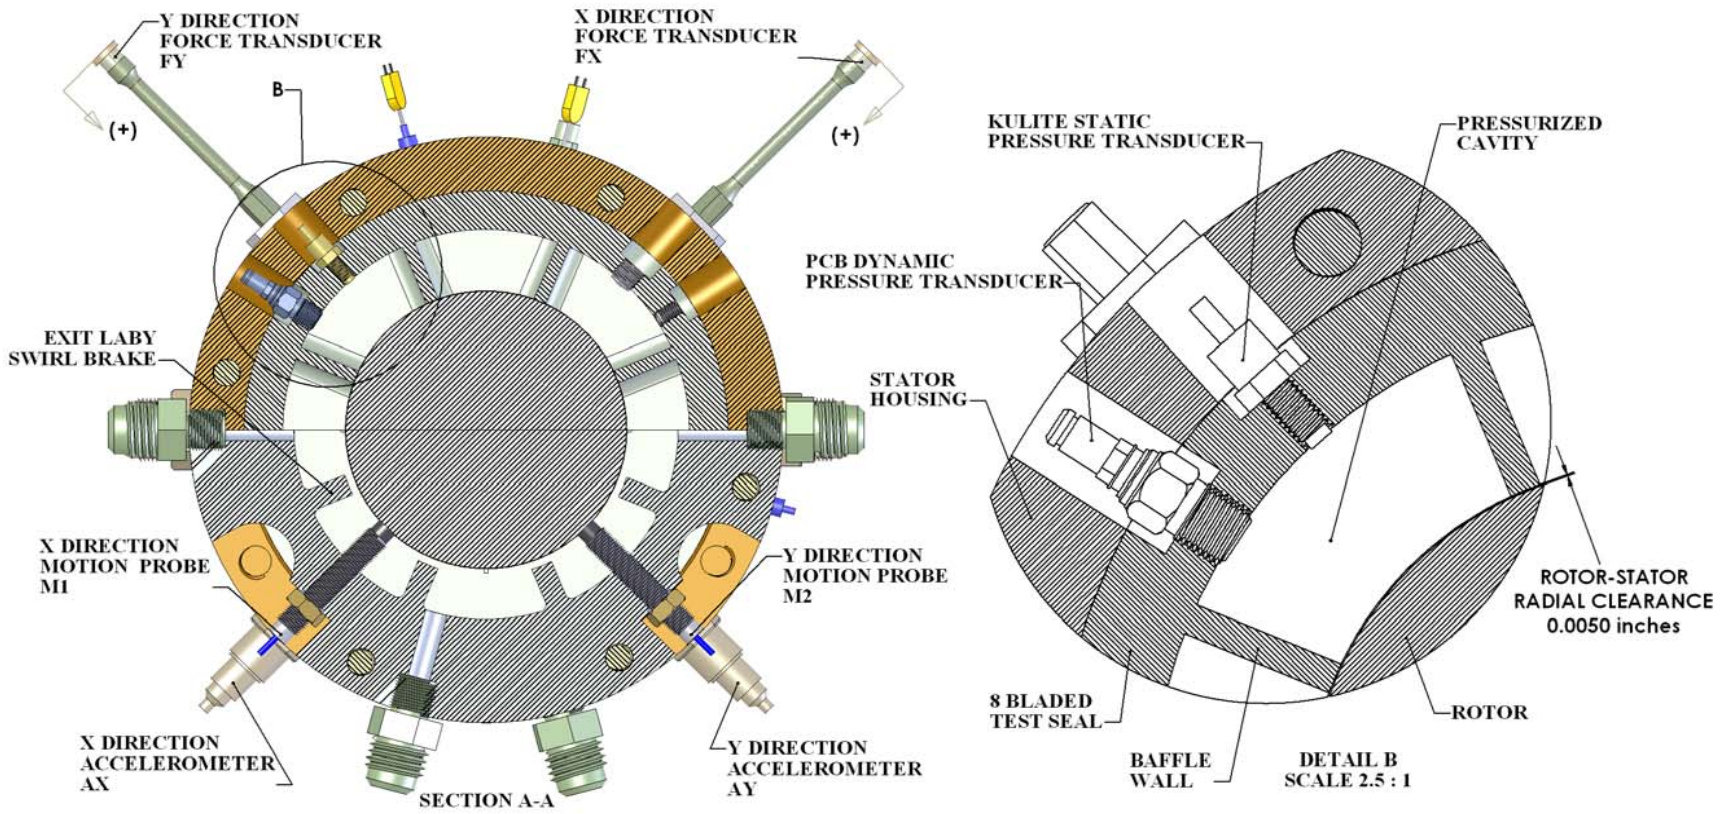 Y DIRECTION
FORCE TRANSDUCER
FY
X DIRECTION
FORCE TRANSDUCER
FX
B
(+)
(+)
EXIT LABY
SWIRL BRAKE
X DIRECTION
MOTION PROBE
M1
Y DIRECTION
MOTION PROBE
M2
X DIRECTION
ACCELEROMETER
AX
Y DIRECTION
ACCELEROMETER
AY
SECTION A-A
KULITE STATIC
PRESSURE TRANSDUCER
PRESSURIZED
CAVITY
PCB DYNAMIC
PRESSURE TRANSDUCER
STATOR
HOUSING
ROTOR-STATOR
RADIAL CLEARANCE
0.0050 inches
8 BLADED
TEST SEAL
ROTOR
BAFFLE
WALL
DETAIL B
SCALE 2.5 : 1